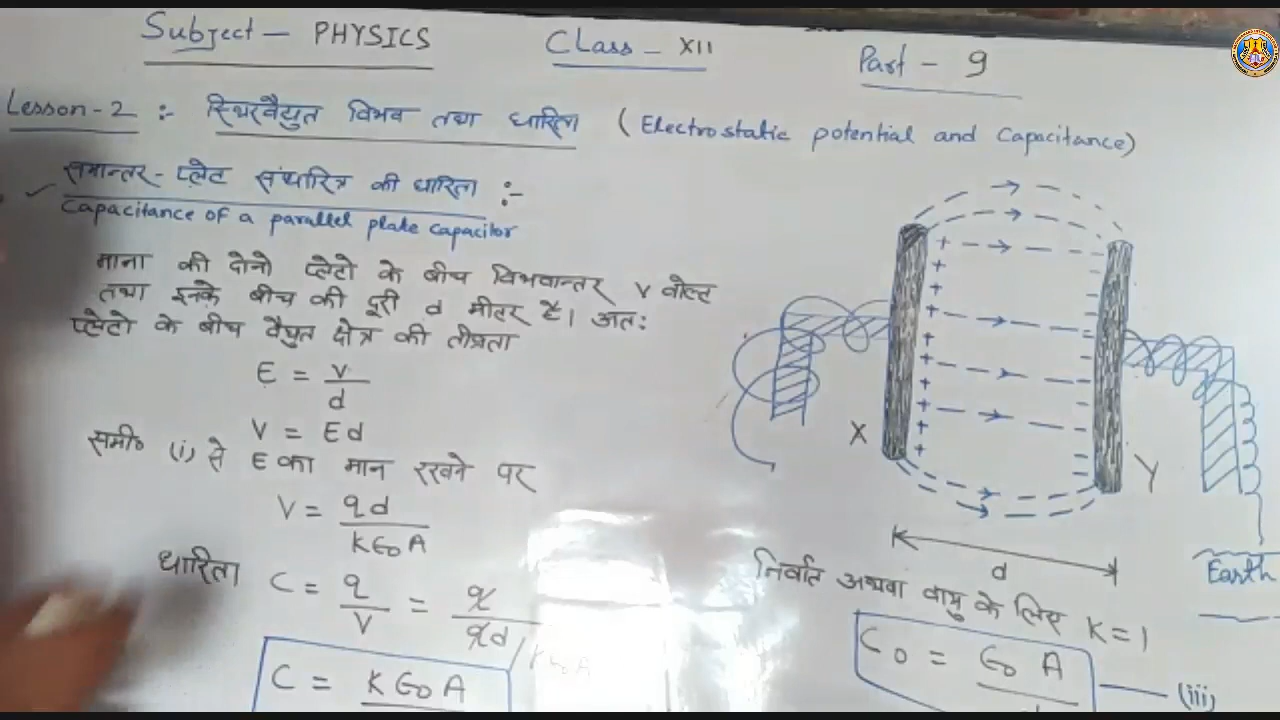 Subject - PHYSICS Class - XII Part - 9
Lesson-2 :- स्थिरवैद्युत विभव तथा धारिता (Electrostatic potential and Capacitance)
समान्तर-प्लेट संधारित्र की धारिता :-
Capacitance of a parallel plate capacitor
माना की दोनो प्लेटो के बीच विभवान्तर V वोल्ट
तथा इनके बीच की दूरी d मीटर है। अतः
प्लेटो के बीच वैद्युत क्षेत्र की तीव्रता
E = V/d
V = Ed
समी० (i) से E का मान रखने पर
V = qd/Kε₀A
धारिता C = q/V = q/qd/Kε₀A
C = Kε₀A
X
Y
d
Earth
निर्वात अथवा वायु के लिए K=1
C₀ = ε₀A — (iii)